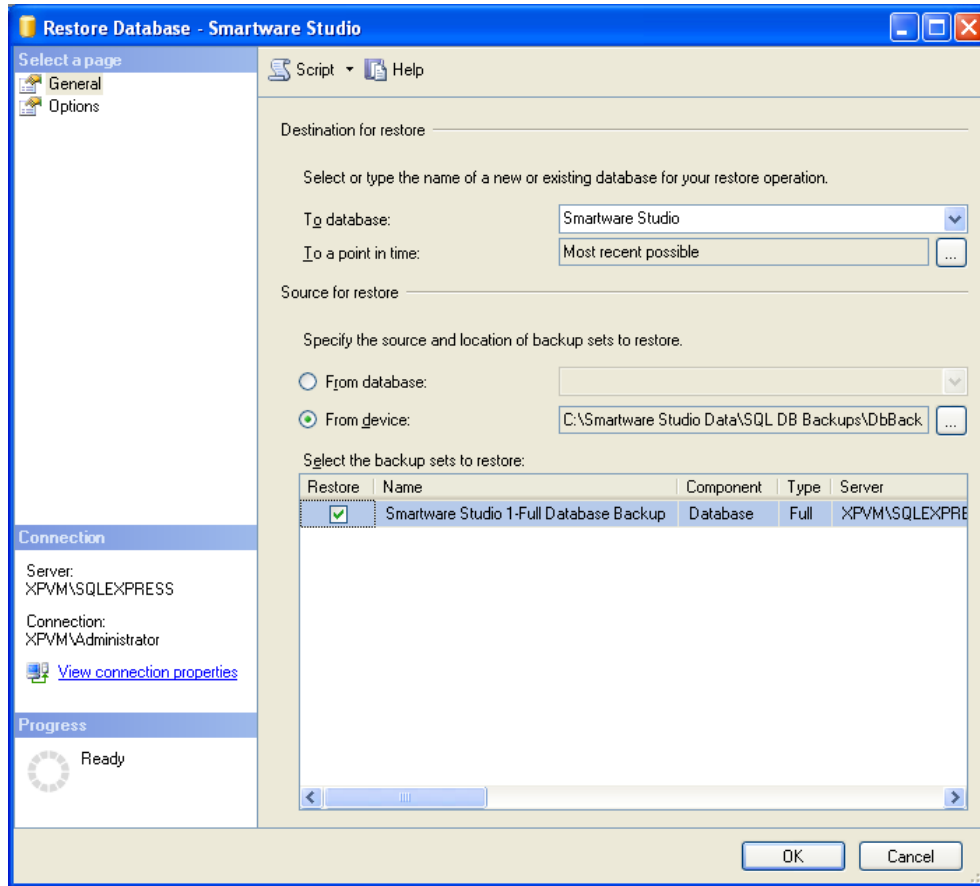 Restore Database - Smartware Studio
Select a page
General
Options
Script Help
Destination for restore
Select or type the name of a new or existing database for your restore operation.
To database: Smartware Studio
To a point in time: Most recent possible ...
Source for restore
Specify the source and location of backup sets to restore.
From database:
From device: C:\Smartware Studio Data\SQL DB Backups\DbBack ...
Select the backup sets to restore:
Restore Name Component Type Server
Smartware Studio 1-Full Database Backup Database Full XPVM\SQLEXPRE
Connection
Server:
XPVM\SQLEXPRESS
Connection:
XPVM\Administrator
View connection properties
Progress
Ready
OK Cancel